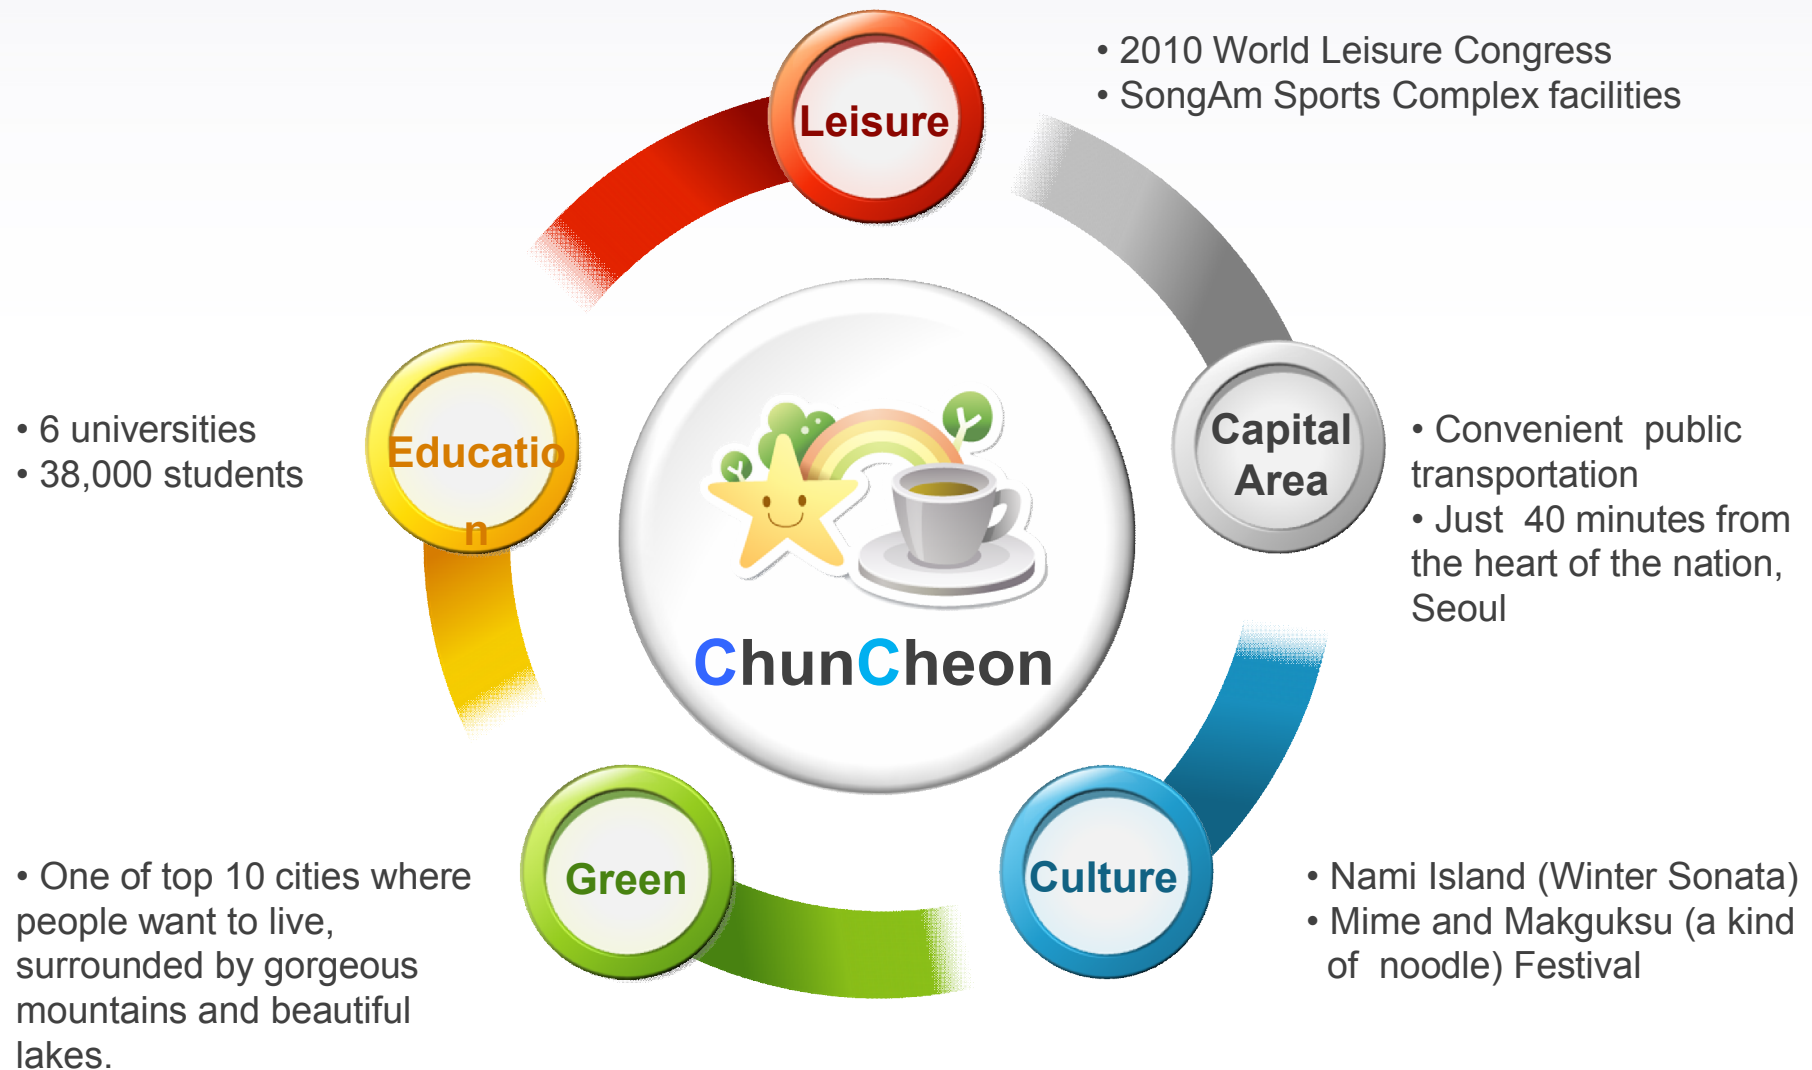 Leisure
• 2010 World Leisure Congress
• SongAm Sports Complex facilities
Capital
Area
• Convenient public
transportation
• Just 40 minutes from
the heart of the nation,
Seoul
Educatio
n
• 6 universities
• 38,000 students
ChunCheon
Green
• One of top 10 cities where
people want to live,
surrounded by gorgeous
mountains and beautiful
lakes.
Culture
• Nami Island (Winter Sonata)
• Mime and Makguksu (a kind
of noodle) Festival